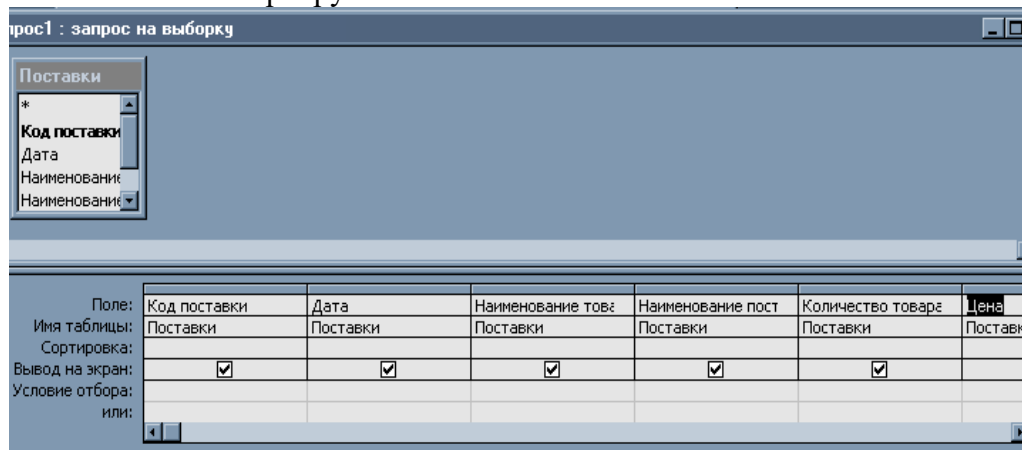 прос1 : запрос на выборку
Поставки
*
Код поставки
Дата
Наименование
Наименование
Поле: Код поставки Дата Наименование това Наименование пост Количество товара Цена
Имя таблицы: Поставки Поставки Поставки Поставки Поставки Поставк
Сортировка:
Вывод на экран:
Условие отбора:
или: